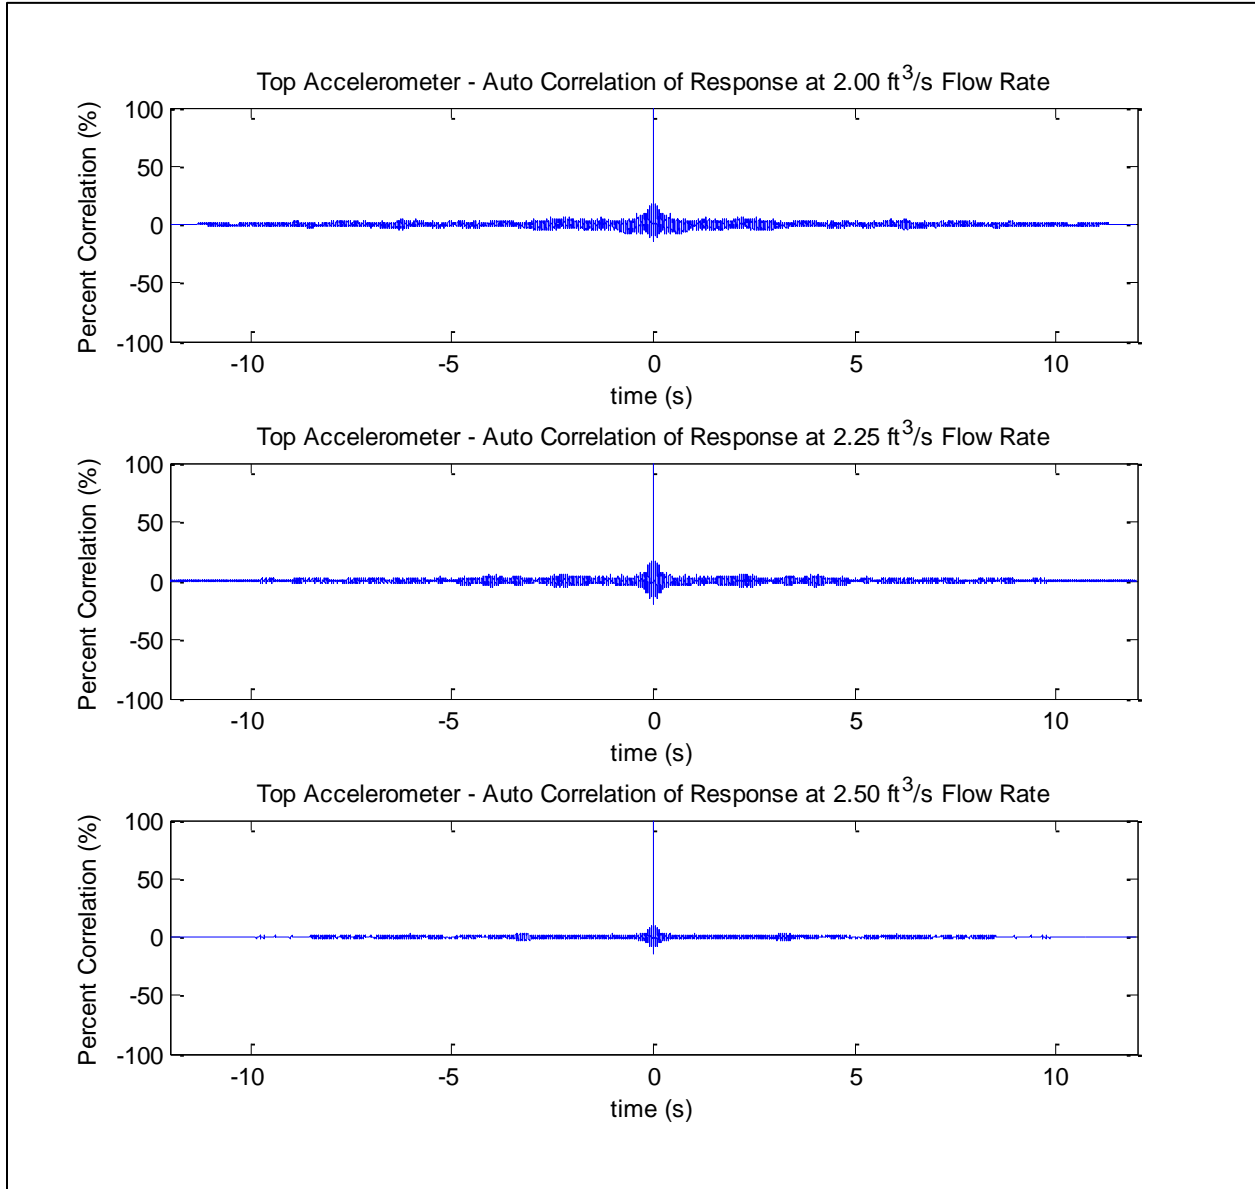 Top Accelerometer - Auto Correlation of Response at 2.00 ft³/s Flow Rate
Percent Correlation (%)
100
50
0
-50
-100
-10 -5 0 5 10
time (s)
Top Accelerometer - Auto Correlation of Response at 2.25 ft³/s Flow Rate
Percent Correlation (%)
100
50
0
-50
-100
-10 -5 0 5 10
time (s)
Top Accelerometer - Auto Correlation of Response at 2.50 ft³/s Flow Rate
Percent Correlation (%)
100
50
0
-50
-100
-10 -5 0 5 10
time (s)